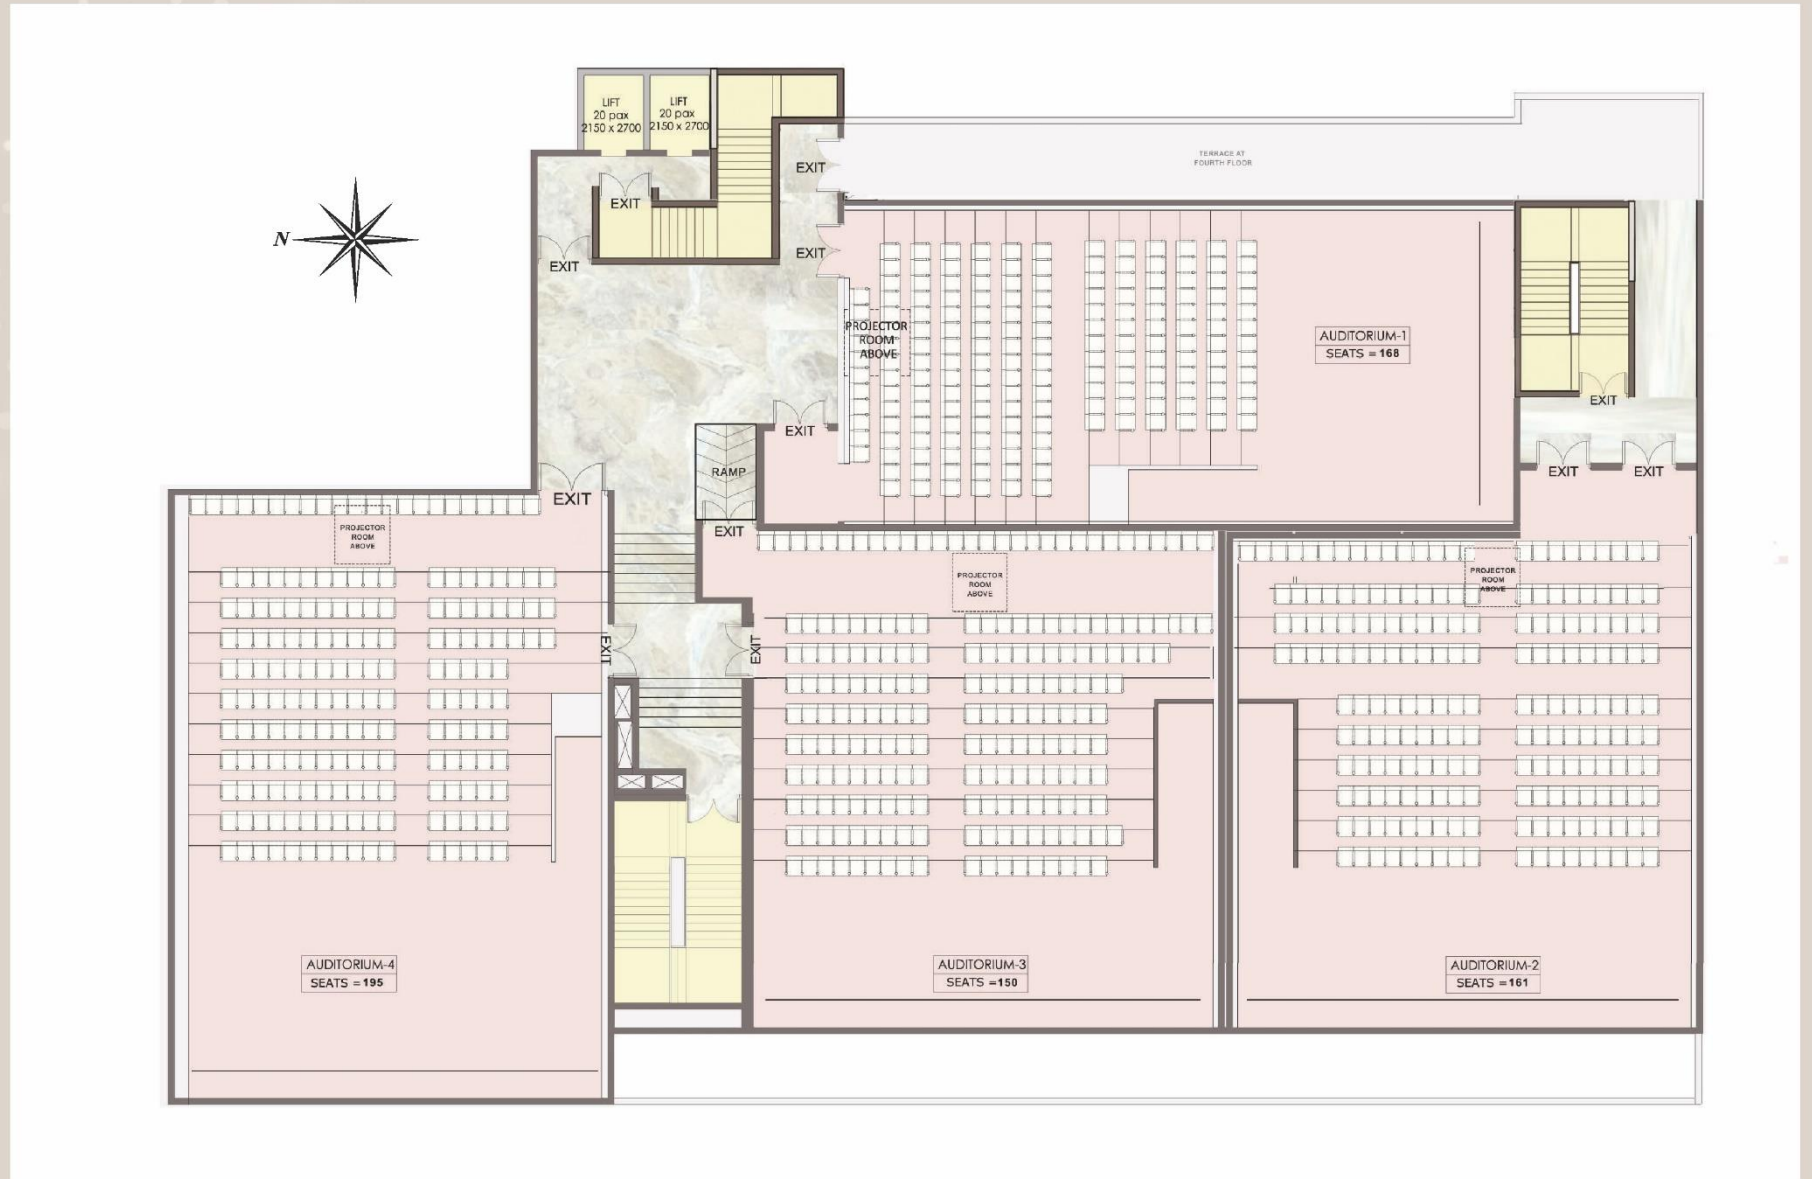 LIFT
20 pax
2150 x 2700
LIFT
20 pax
2150 x 2700
EXIT
TERRACE AT
FOURTH FLOOR
EXIT
N
EXIT
EXIT
PROJECTOR
ROOM
ABOVE
AUDITORIUM-1
SEATS = 168
EXIT
EXIT
RAMP
EXIT
EXIT
EXIT
EXIT
PROJECTOR
ROOM
ABOVE
PROJECTOR
ROOM
ABOVE
PROJECTOR
ROOM
ABOVE
EXIT
EXIT
AUDITORIUM-4
SEATS = 195
AUDITORIUM-3
SEATS =150
AUDITORIUM-2
SEATS =161